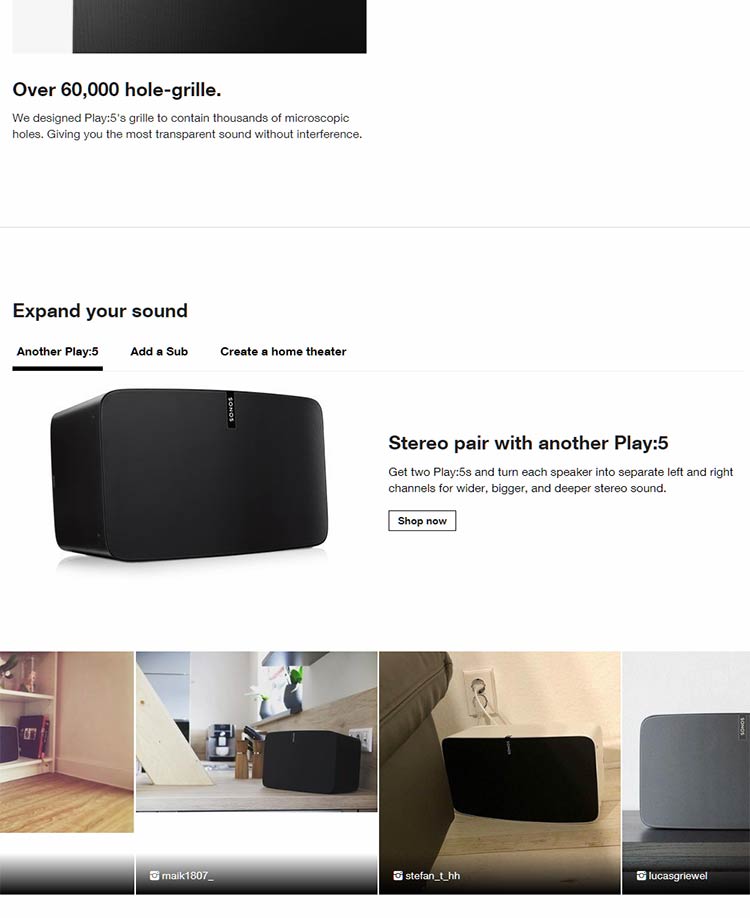 Over 60,000 hole-grille.
We designed Play:5's grille to contain thousands of microscopic
holes. Giving you the most transparent sound without interference.
Expand your sound
Another Play:5 Add a Sub Create a home theater
SONOS
Stereo pair with another Play:5
Get two Play:5s and turn each speaker into separate left and right
channels for wider, bigger, and deeper stereo sound.
Shop now
SONOS
maik1807_
stefan_t_hh
lucasgriewel